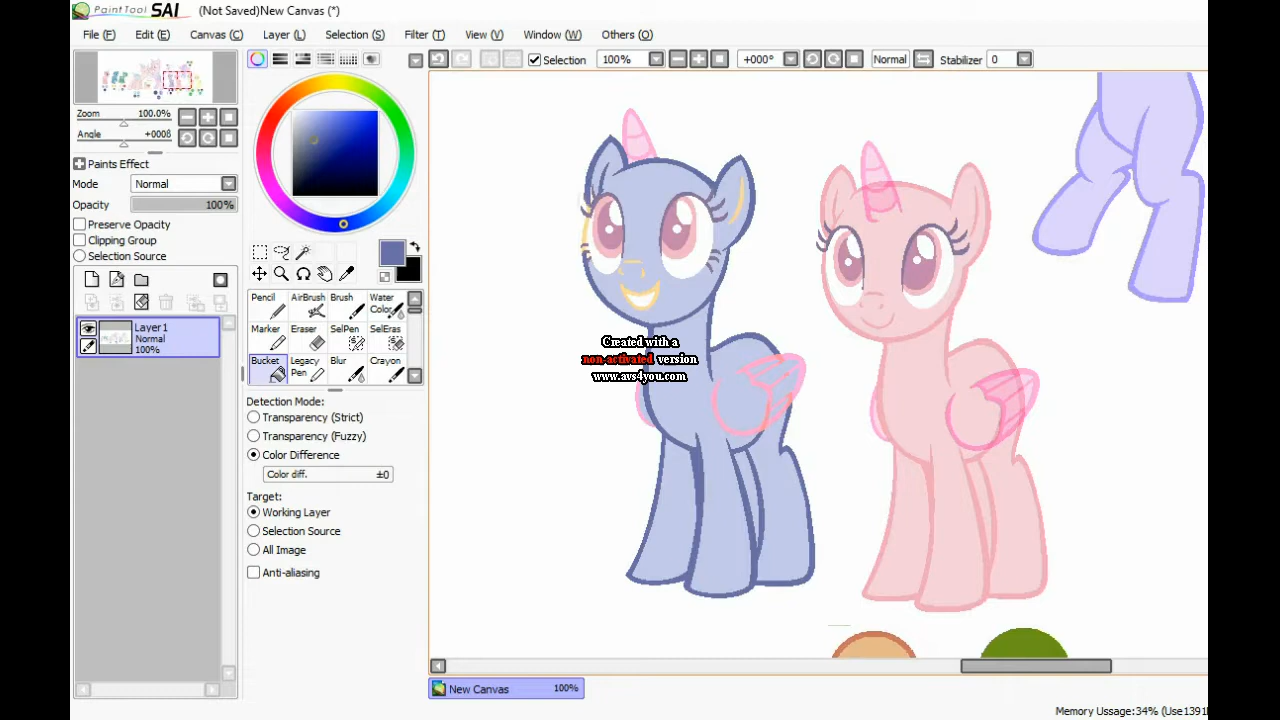 PaintTool SAI (Not Saved)New Canvas (*)
File (F) Edit (E) Canvas (C) Layer (L) Selection (S) Filter (T) View (V) Window (W) Others (O)
Selection 100% +000° Normal Stabilizer 0
Zoom 100.0%
Angle +000ß
Paints Effect
Mode Normal
Opacity 100%
Preserve Opacity
Clipping Group
Selection Source
Layer1
Normal
100%
Pencil AirBrush Brush Water Color
Marker Eraser SelPen SelEras
Bucket Legacy Pen Blur Crayon
Detection Mode:
Transparency (Strict)
Transparency (Fuzzy)
Color Difference
Color diff. ±0
Target:
Working Layer
Selection Source
All Image
Anti-aliasing
Created with a
non-activated version
www.avs4you.com
New Canvas 100%
Memory Ussage:34% (Use1391